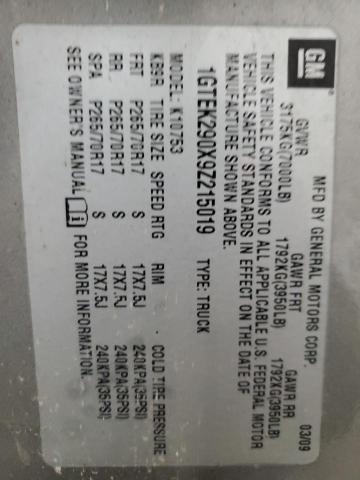 GM
MFD BY GENERAL MOTORS CORP. 03/09
GVWR GAWR FRT GAWR RR
3175KG(7000LB) 1792KG(3950LB) 1792KG(3950LB)
THIS VEHICLE CONFORMS TO ALL APPLICABLE U.S. FEDERAL MOTOR
VEHICLE SAFETY STANDARDS IN EFFECT ON THE DATE OF
MANUFACTURE SHOWN ABOVE.
1GTEK290X9Z215019 TYPE: TRUCK
MODEL: K10753
KB9R TIRE SIZE SPEED RTG RIM COLD TIRE PRESSURE
FRT P265/70R17 S 17X7.5J 240KPA(35PSI)
RR P265/70R17 S 17X7.5J 240KPA(35PSI)
SPA P265/70R17 S 17X7.5J 240KPA(35PSI)
SEE OWNER'S MANUAL i FOR MORE INFORMATION.